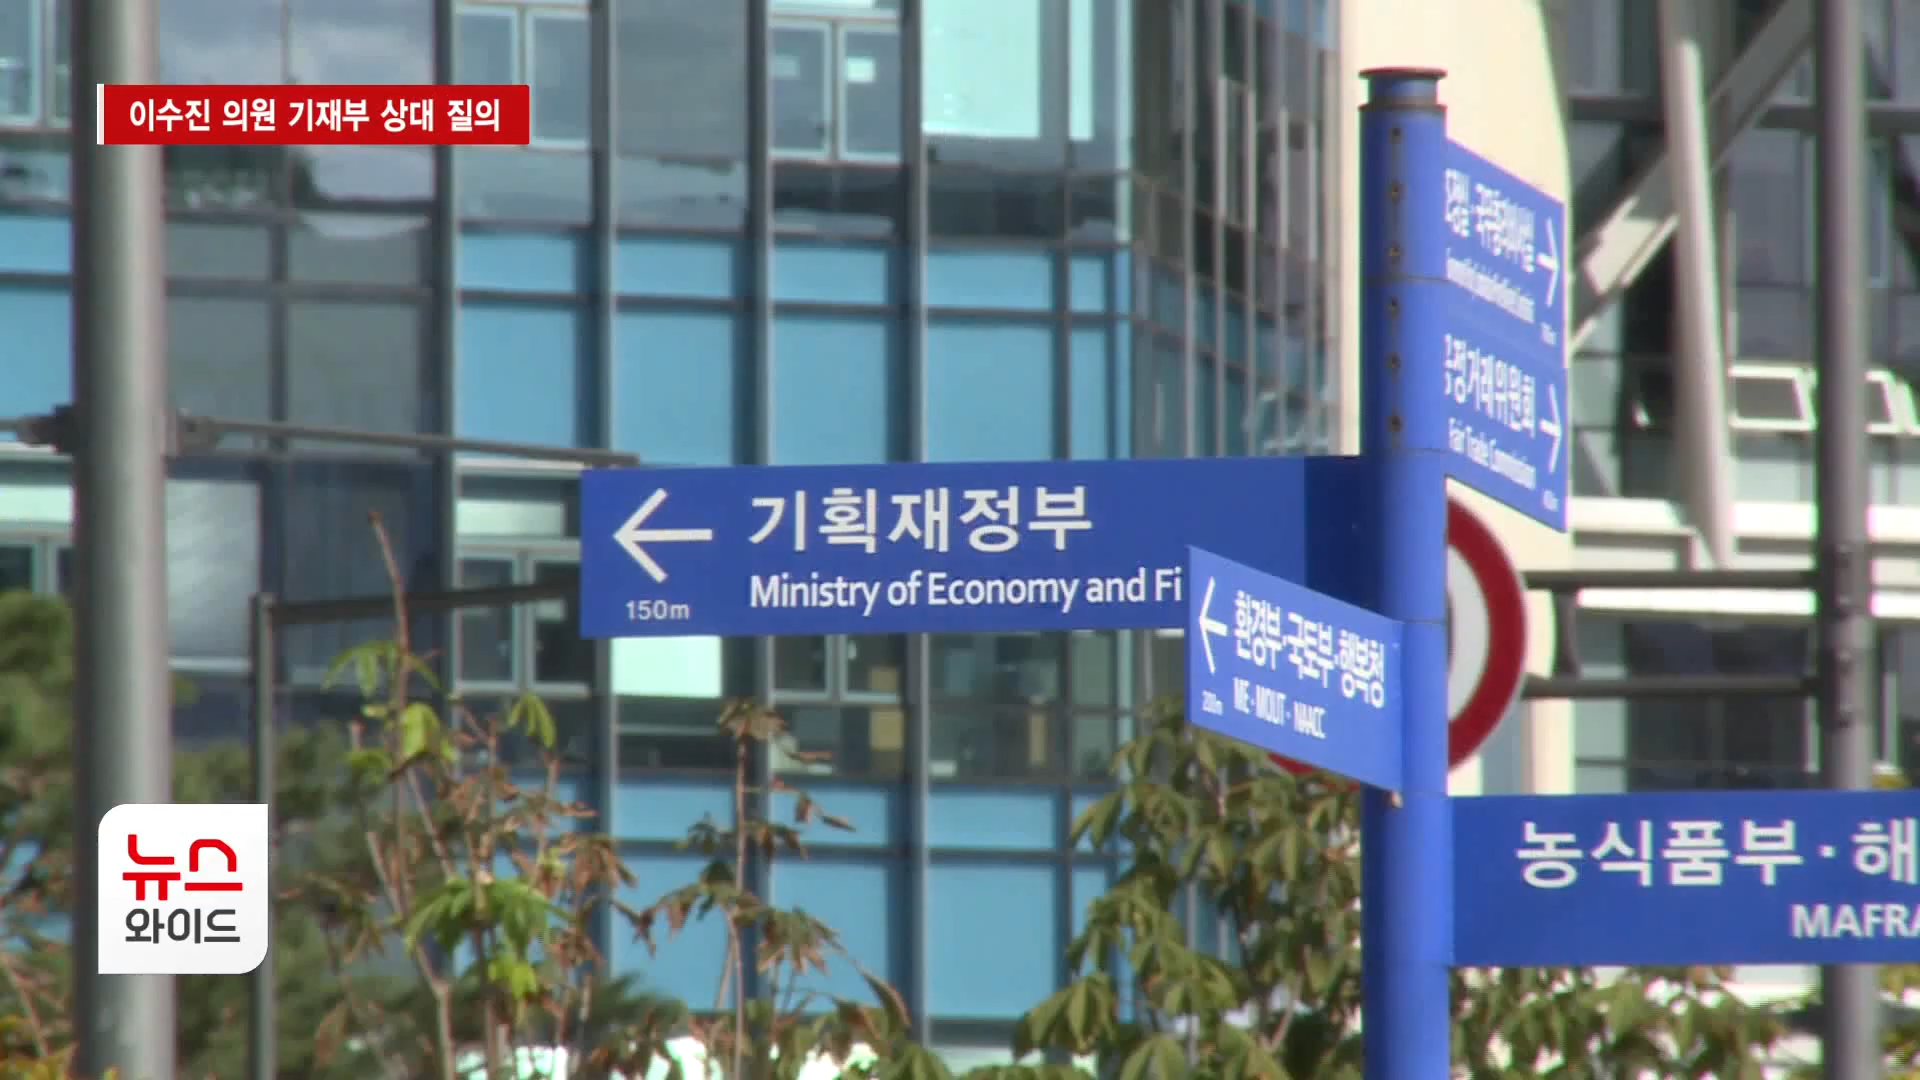 이수진 의원 기재부 상대 질의
기획재정부
Ministry of Economy and Fi
150m
공정거래위원회
Fair Trade Commission
환경부·국토부·행복청
ME · MOLIT · NAACC
200m
농식품부 · 해
MAFRA
뉴스
와이드